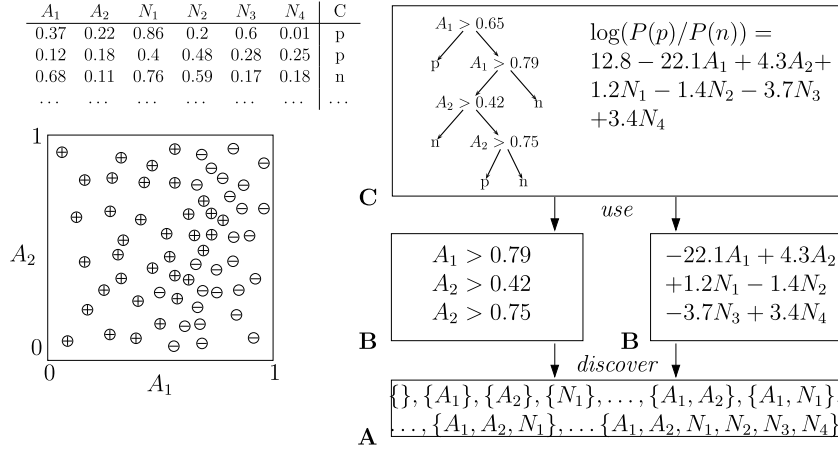 A₁ A₂ N₁ N₂ N₃ N₄ C
0.37 0.22 0.86 0.2 0.6 0.01 p
0.12 0.18 0.4 0.48 0.28 0.25 p
0.68 0.11 0.76 0.59 0.17 0.18 n
... ... ... ... ... ... ...
1
A₂
0
0 1
A₁
A₁ > 0.65
p A₁ > 0.79
A₂ > 0.42 n
n A₂ > 0.75
p n
log(P(p)/P(n)) =
12.8 − 22.1A₁ + 4.3A₂+
1.2N₁ − 1.4N₂ − 3.7N₃
+3.4N₄
C
use
A₁ > 0.79
A₂ > 0.42
A₂ > 0.75
B
−22.1A₁ + 4.3A₂
+1.2N₁ − 1.4N₂
−3.7N₃ + 3.4N₄
B
discover
{}, {A₁}, {A₂}, {N₁}, ..., {A₁, A₂}, {A₁, N₁}.
..., {A₁, A₂, N₁}, ... {A₁, A₂, N₁, N₂, N₃, N₄}
A